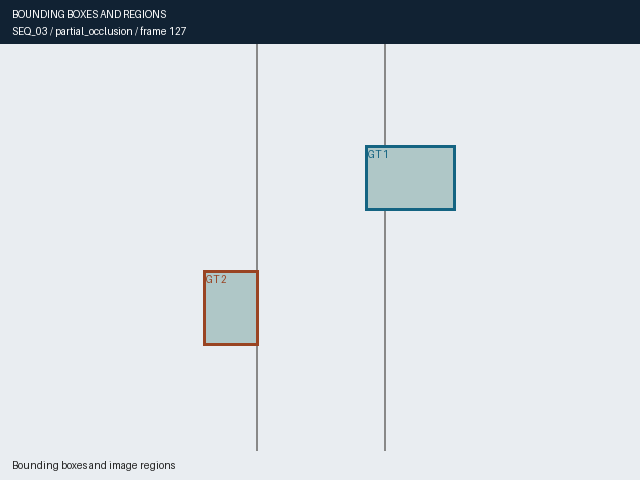 BOUNDING BOXES AND REGIONS
SEQ_03 / partial_occlusion / frame 127
GT1
GT2
Bounding boxes and image regions